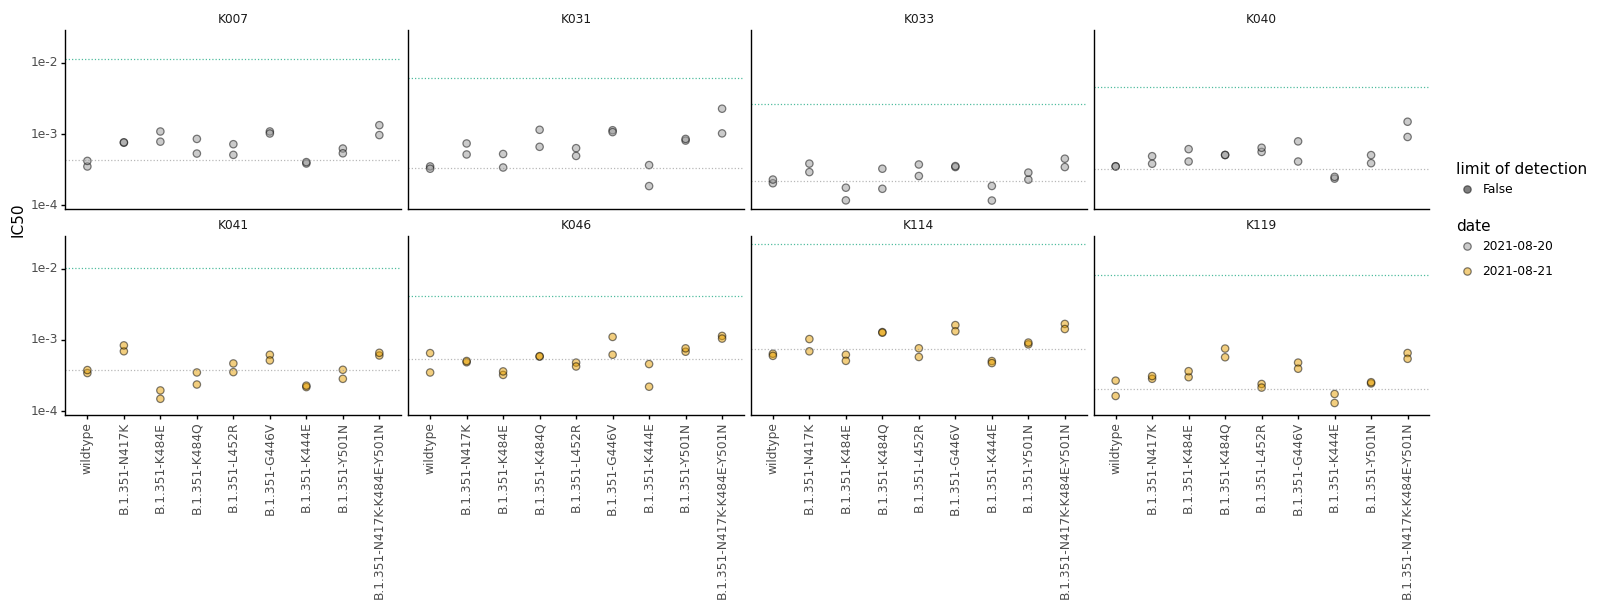 K007
K031
K033
K040
1e-2
1e-3
1e-4
IC50
K041
K046
K114
K119
1e-2
1e-3
1e-4
wildtype
B.1.351-N417K
B.1.351-K484E
B.1.351-K484Q
B.1.351-L452R
B.1.351-G446V
B.1.351-K444E
B.1.351-Y501N
B.1.351-N417K-K484E-Y501N
wildtype
B.1.351-N417K
B.1.351-K484E
B.1.351-K484Q
B.1.351-L452R
B.1.351-G446V
B.1.351-K444E
B.1.351-Y501N
B.1.351-N417K-K484E-Y501N
wildtype
B.1.351-N417K
B.1.351-K484E
B.1.351-K484Q
B.1.351-L452R
B.1.351-G446V
B.1.351-K444E
B.1.351-Y501N
B.1.351-N417K-K484E-Y501N
wildtype
B.1.351-N417K
B.1.351-K484E
B.1.351-K484Q
B.1.351-L452R
B.1.351-G446V
B.1.351-K444E
B.1.351-Y501N
B.1.351-N417K-K484E-Y501N
limit of detection
False
date
2021-08-20
2021-08-21